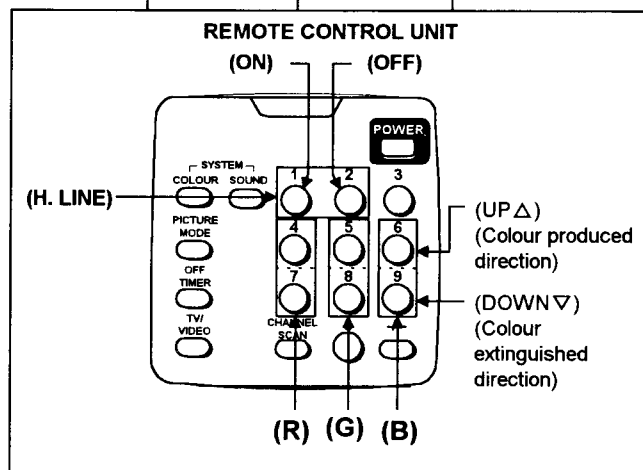 REMOTE CONTROL UNIT
(ON) (OFF)
POWER
SYSTEM
COLOUR SOUND 1 2 3
(H. LINE)
PICTURE MODE 4 5 6
(UP△)
(Colour produced direction)
OFF TIMER 7 8 9
(DOWN▽)
(Colour extinguished direction)
TV/VIDEO
CHANNEL SCAN
(R) (G) (B)